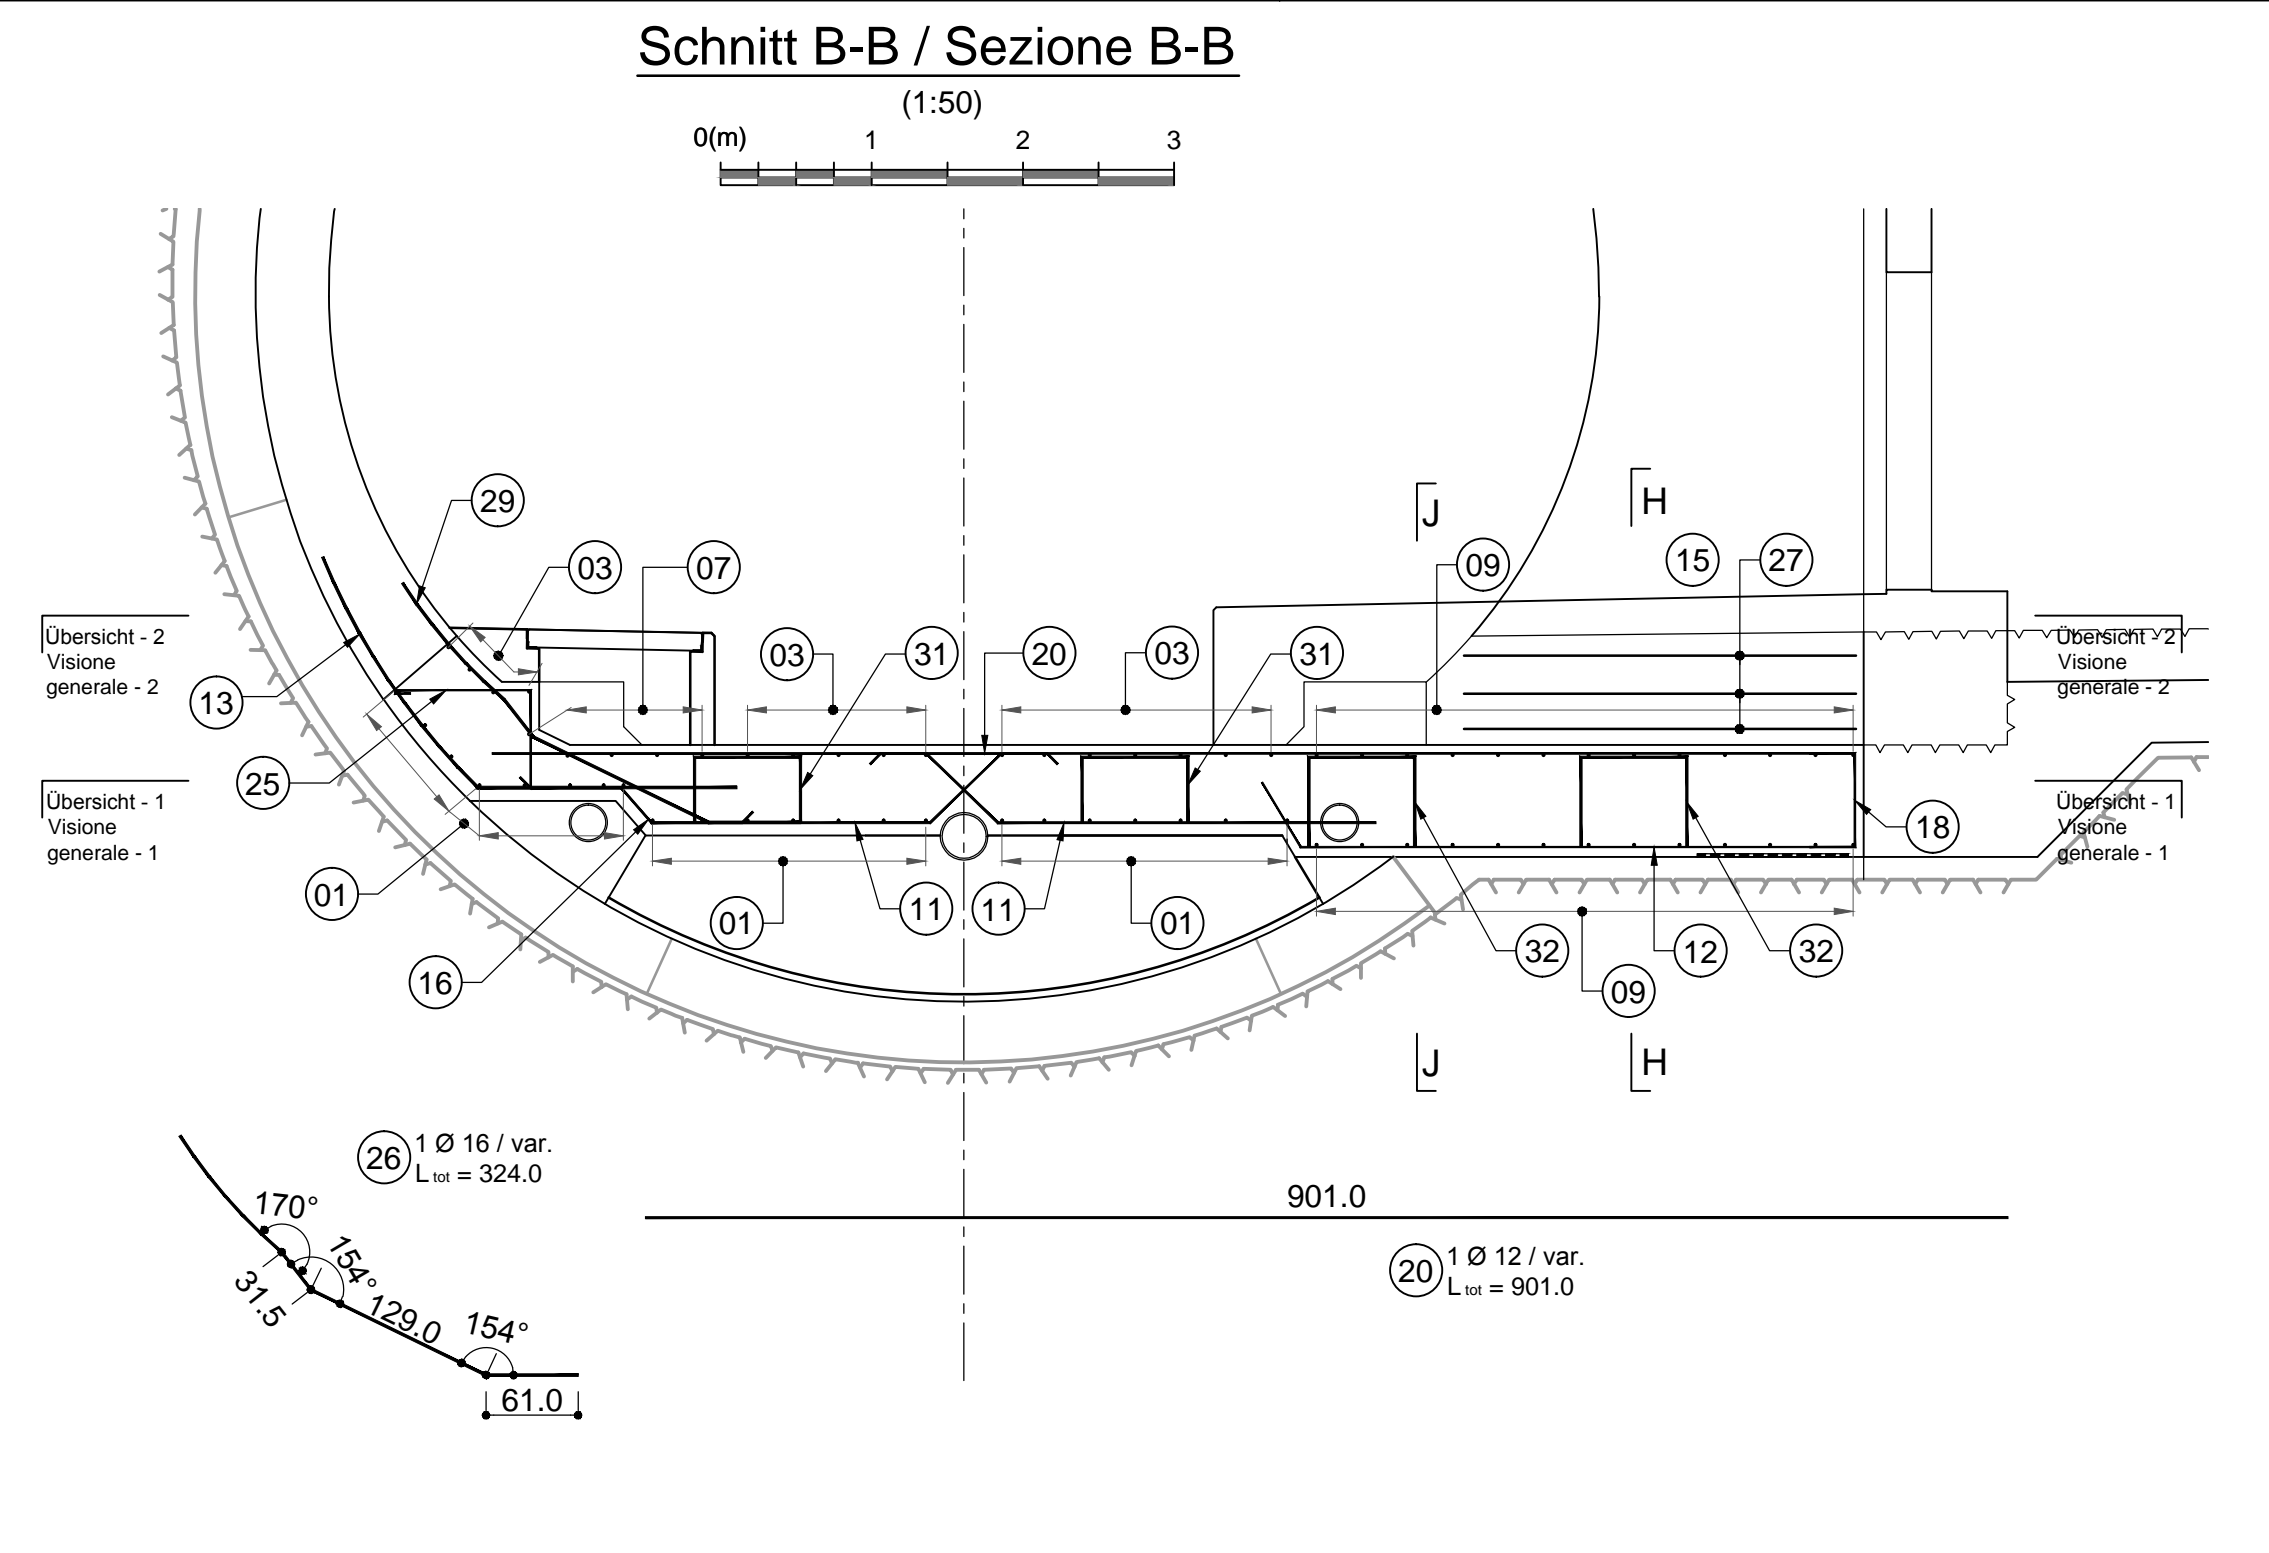 Schnitt B-B / Sezione B-B
(1:50)
0(m) 1 2 3
29
J
H
03
07
09
15
27
Übersicht - 2
Visione
generale - 2
03
31
20
03
31
Übersicht - 2
Visione
generale - 2
13
25
Übersicht - 1
Visione
generale - 1
18
Übersicht - 1
Visione
generale - 1
01
01
11
11
01
16
32
12
32
09
J
H
26
1 Ø 16 / var.
L tot = 324.0
170°
154°
31.5
129.0
154°
61.0
901.0
20
1 Ø 12 / var.
L tot = 901.0